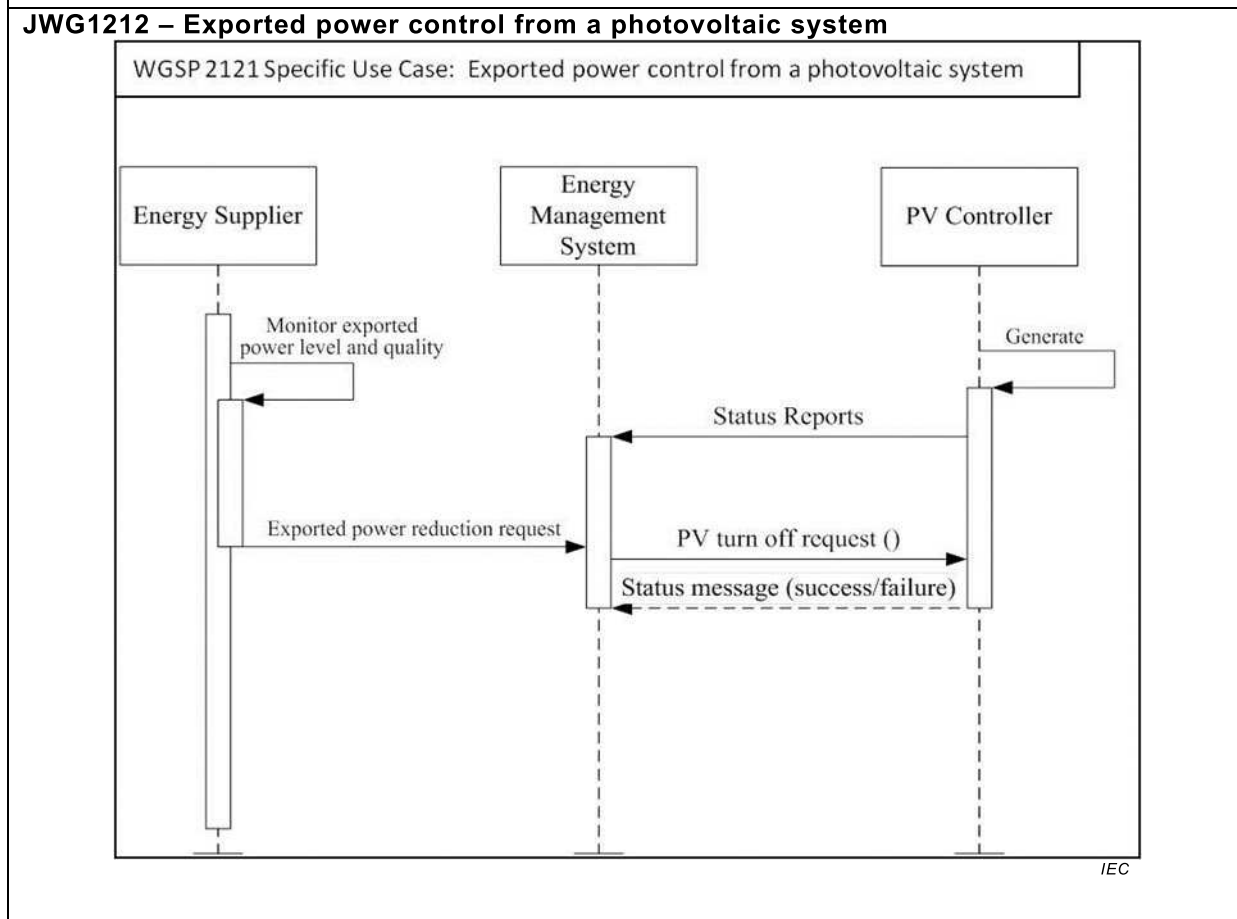 JWG1212 – Exported power control from a photovoltaic system
WGSP 2121 Specific Use Case: Exported power control from a photovoltaic system
Energy Supplier
Energy
Management
System
PV Controller
Monitor exported
power level and quality
Generate
Status Reports
Exported power reduction request
PV turn off request ()
Status message (success/failure)
IEC